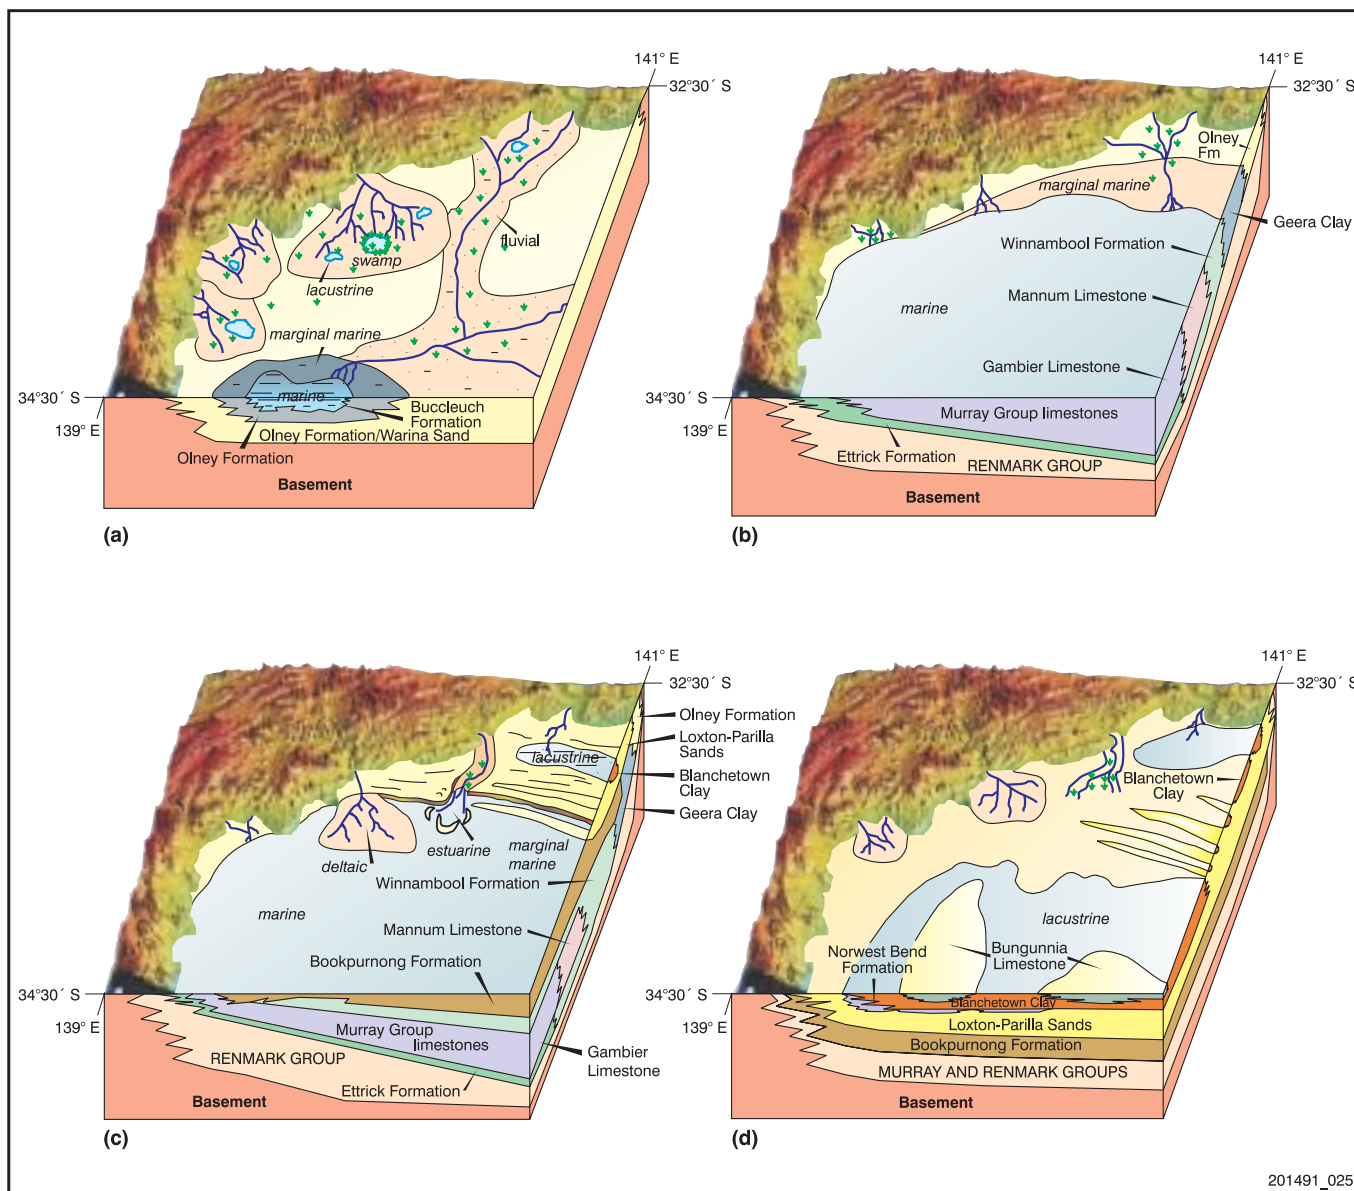 141° E
32°30´ S
fluvial
swamp
lacustrine
marginal marine
marine
34°30´ S
139° E
Buccleuch
Formation
Olney Formation/Warina Sand
Olney Formation
Basement
(a)
141° E
32°30´ S
Olney
Fm
marginal marine
Geera Clay
Winnambool Formation
Mannum Limestone
marine
Gambier Limestone
34°30´ S
139° E
Murray Group limestones
Ettrick Formation
RENMARK GROUP
Basement
(b)
141° E
32°30´ S
Olney Formation
Loxton-Parilla
Sands
lacustrine
Blanchetown
Clay
Geera Clay
estuarine
marginal
marine
deltaic
Winnambool Formation
marine
Mannum Limestone
Bookpurnong Formation
34°30´ S
139° E
Murray Group
limestones
RENMARK GROUP
Gambier
Limestone
Ettrick Formation
Basement
(c)
141° E
32°30´ S
Blanchetown
Clay
lacustrine
Norwest Bend
Formation
Bungunnia
Limestone
34°30´ S
139° E
Blanchetown Clay
Loxton-Parilla Sands
Bookpurnong Formation
MURRAY AND RENMARK GROUPS
Basement
(d)
201491_025